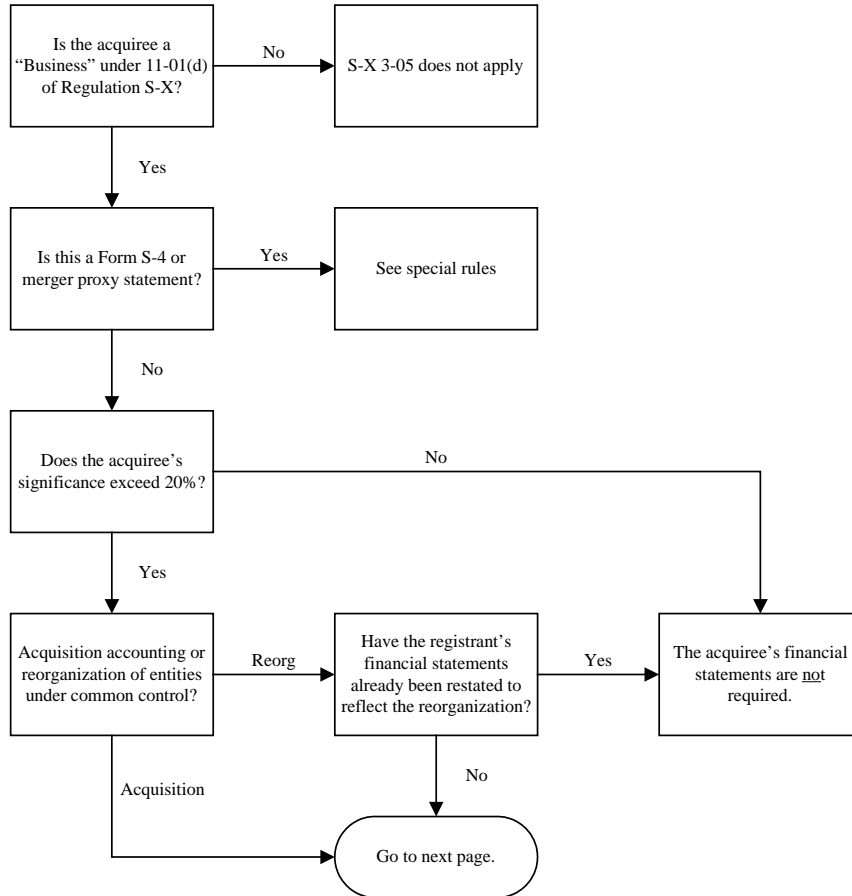 Is the acquiree a
“Business” under 11-01(d)
of Regulation S-X?
No
S-X 3-05 does not apply
Yes
Is this a Form S-4 or
merger proxy statement?
Yes
See special rules
No
Does the acquiree’s
significance exceed 20%?
No
Yes
Acquisition accounting or
reorganization of entities
under common control?
Reorg
Have the registrant’s
financial statements
already been restated to
reflect the reorganization?
Yes
The acquiree’s financial
statements are not
required.
No
Acquisition
Go to next page.